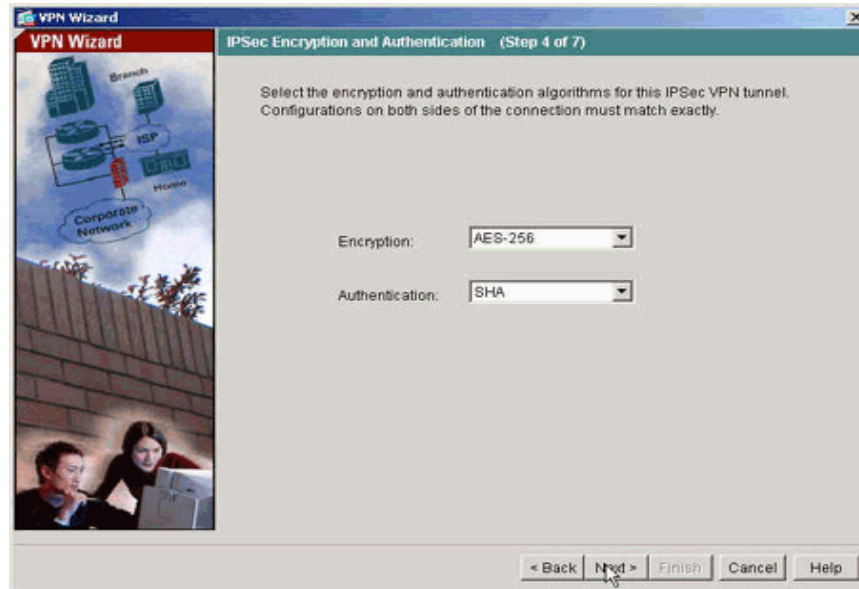 VPN Wizard
VPN Wizard
IPSec Encryption and Authentication (Step 4 of 7)
Branch
ISP
Home
Corporate
Network
Select the encryption and authentication algorithms for this IPSec VPN tunnel.
Configurations on both sides of the connection must match exactly.
Encryption:
AES-256
Authentication:
SHA
< Back
Next >
Finish
Cancel
Help